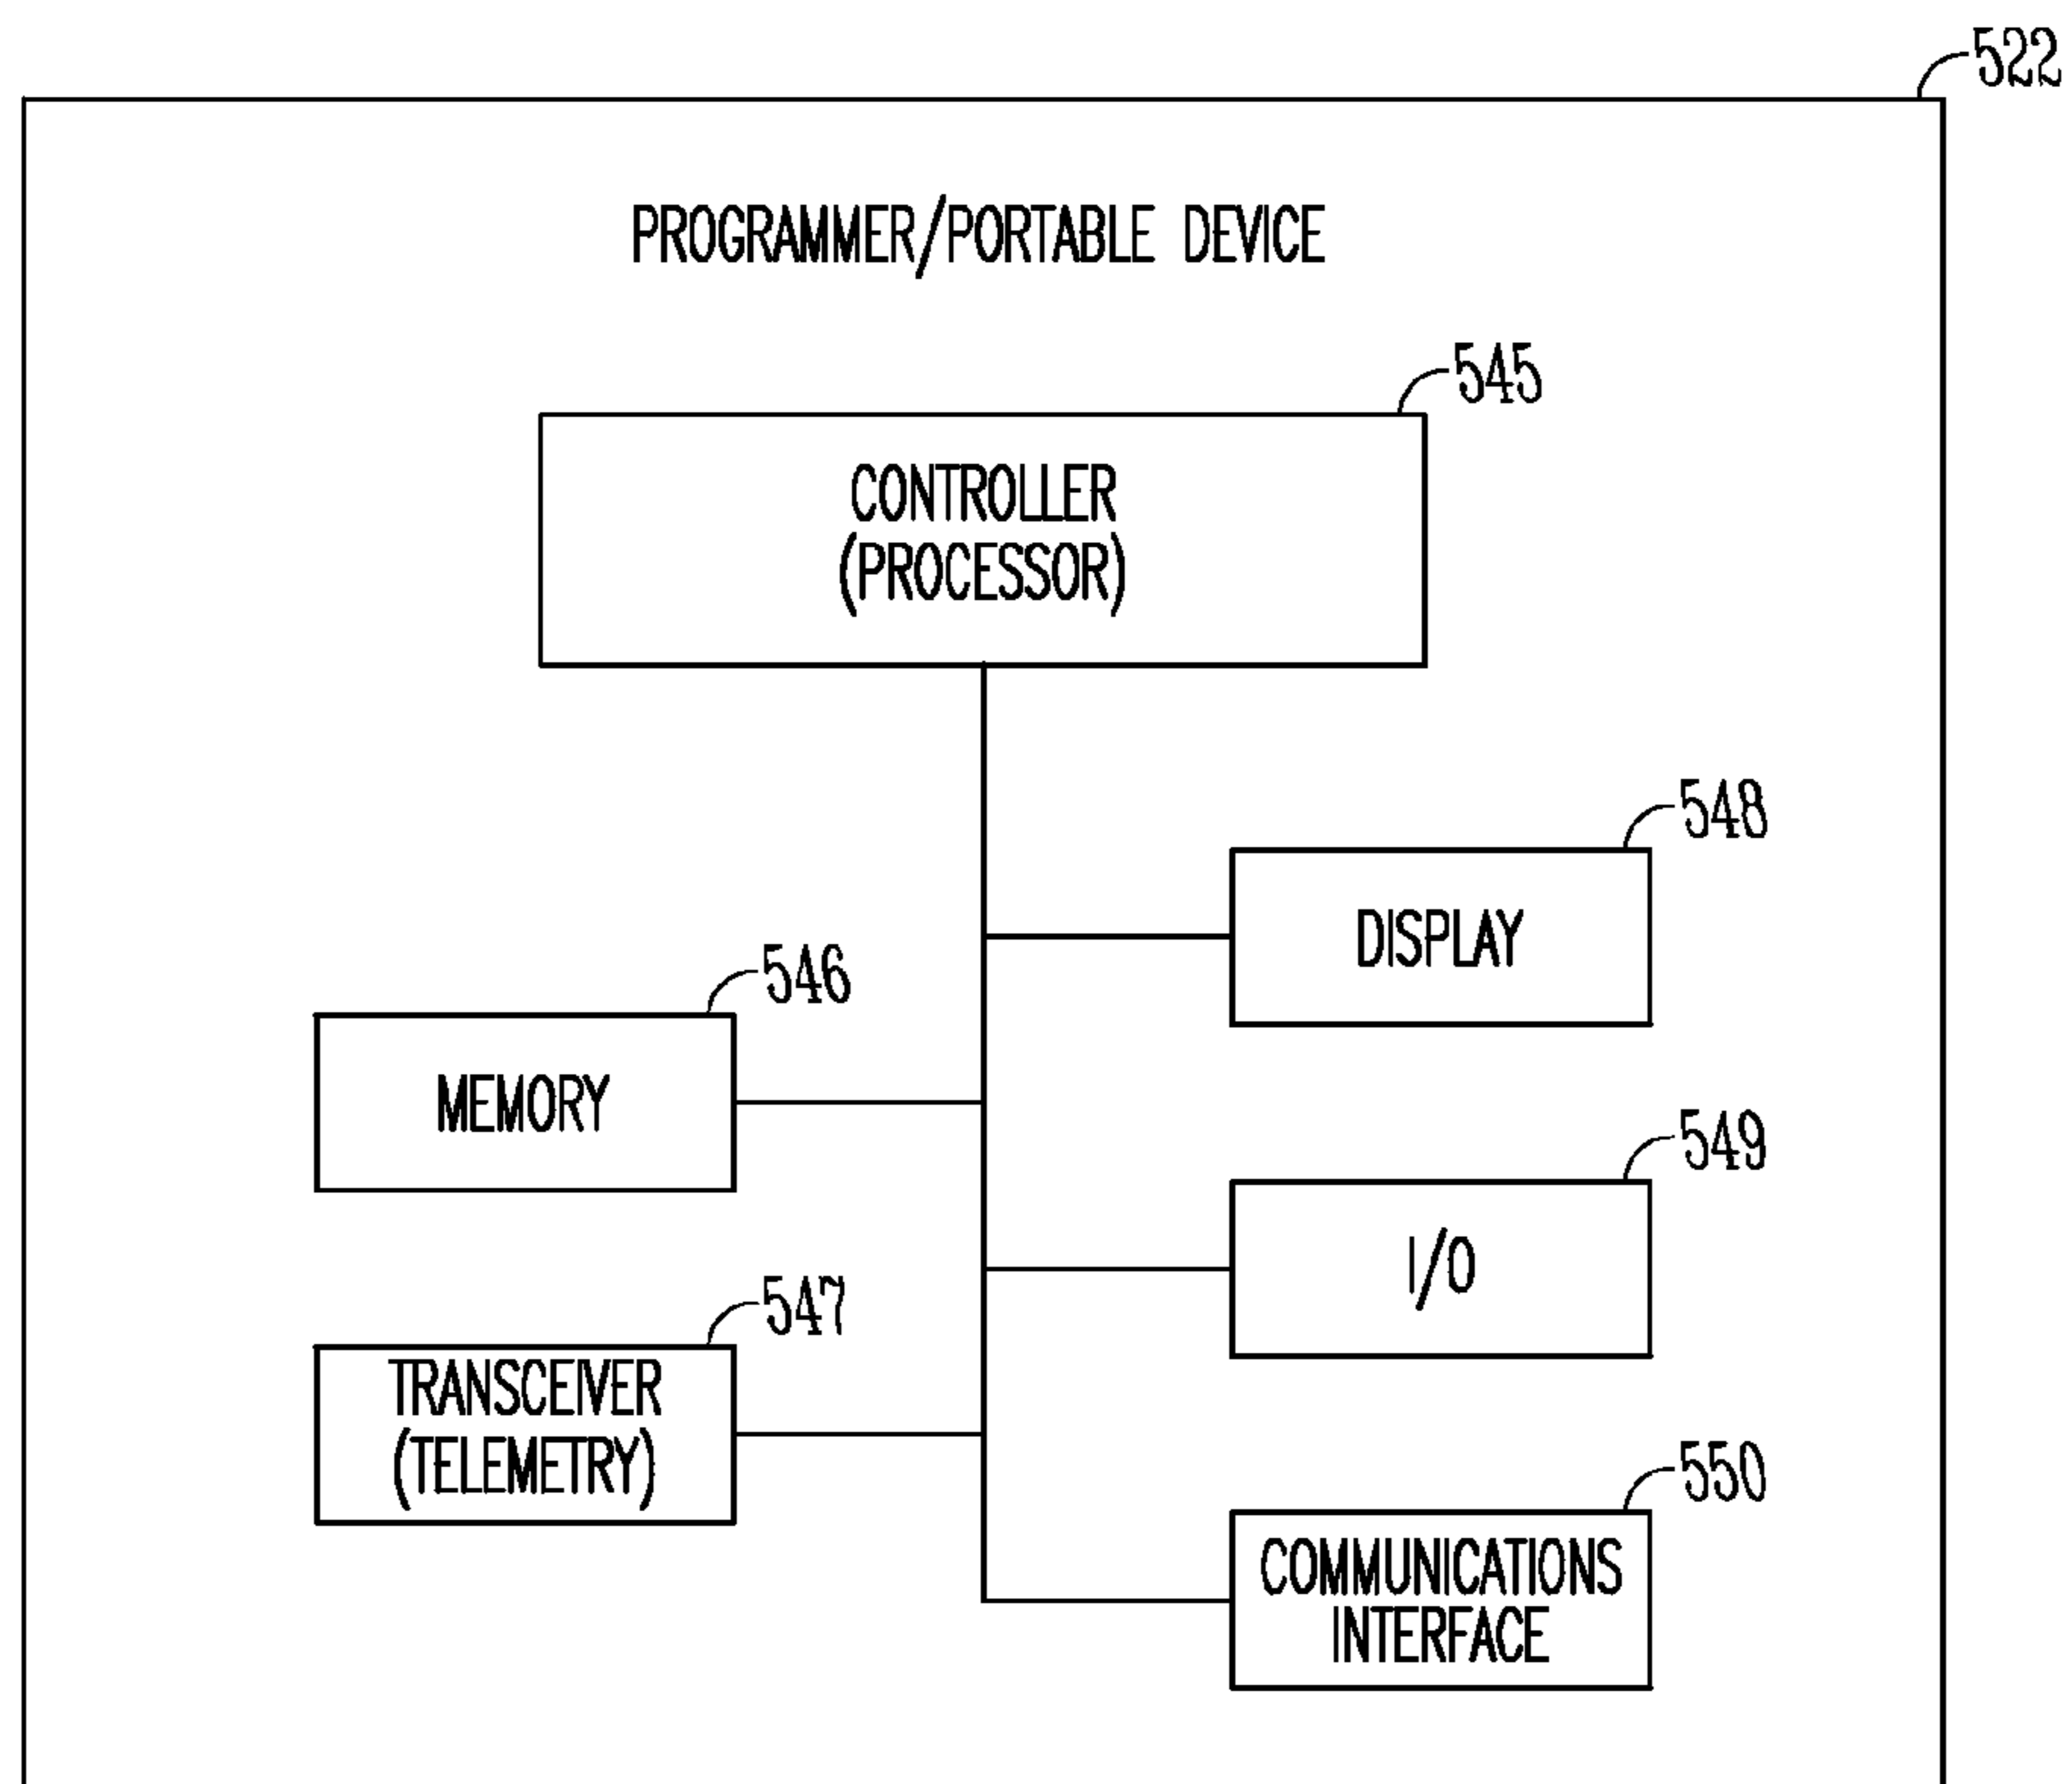 522
PROGRAMMER/PORTABLE DEVICE
545
CONTROLLER
(PROCESSOR)
548
DISPLAY
546
MEMORY
549
I/O
547
TRANSCEIVER
(TELEMETRY)
550
COMMUNICATIONS
INTERFACE